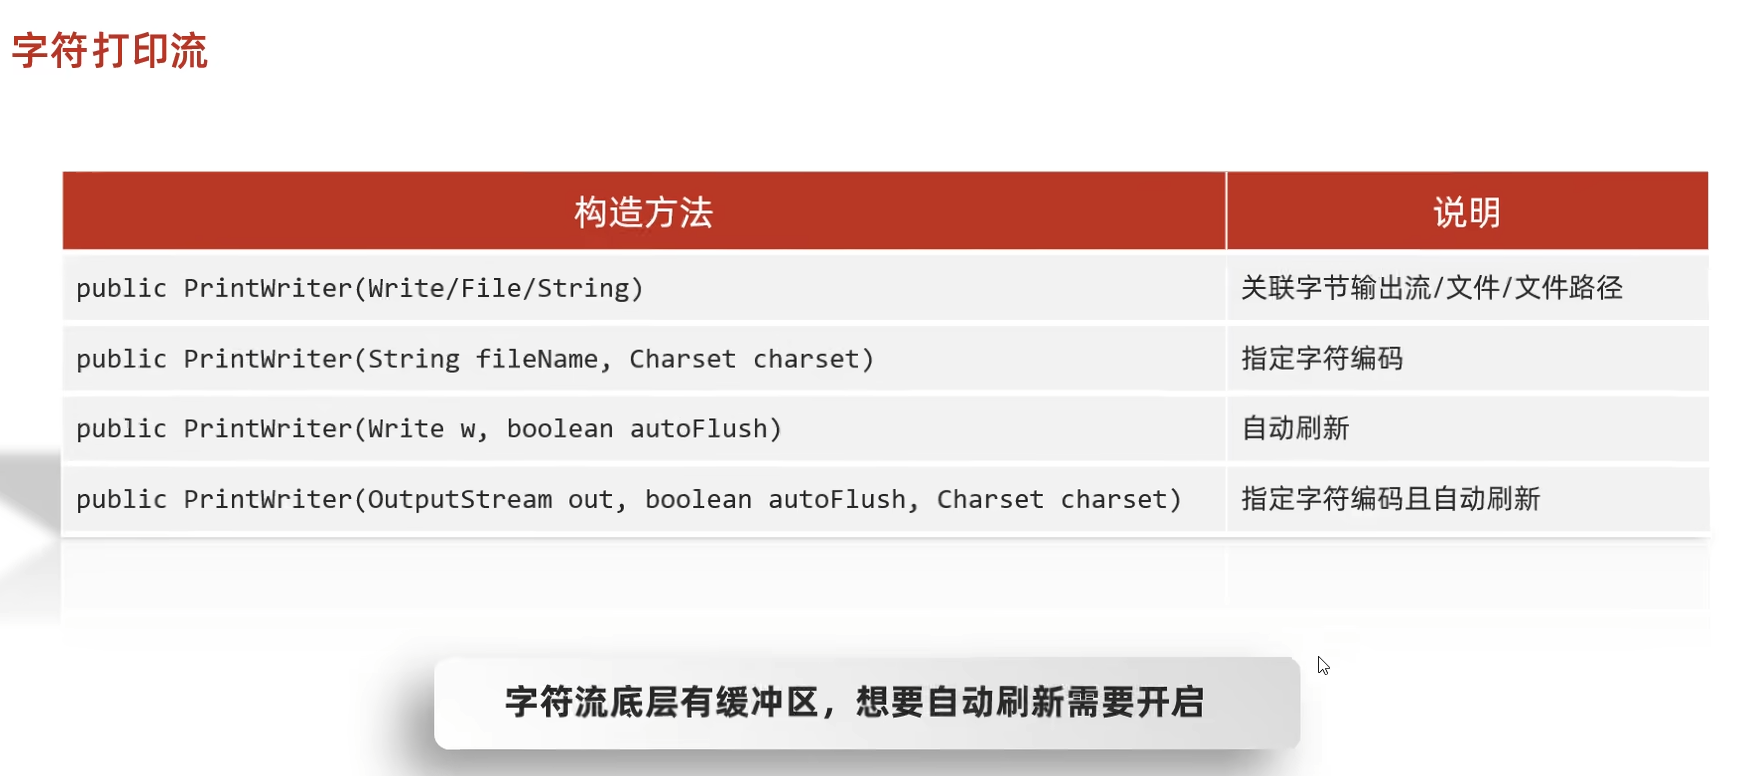 字符打印流
构造方法 说明
public PrintWriter(Write/File/String) 关联字节输出流/文件/文件路径
public PrintWriter(String fileName, Charset charset) 指定字符编码
public PrintWriter(Write w, boolean autoFlush) 自动刷新
public PrintWriter(OutputStream out, boolean autoFlush, Charset charset) 指定字符编码且自动刷新
字符流底层有缓冲区，想要自动刷新需要开启